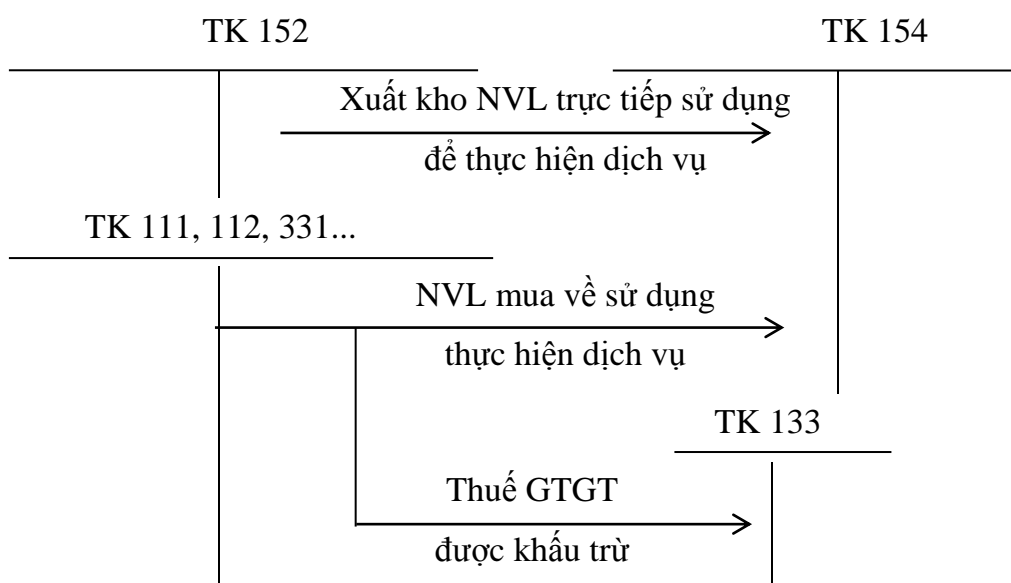 TK 152
TK 154
Xuất kho NVL trực tiếp sử dụng
để thực hiện dịch vụ
TK 111, 112, 331...
NVL mua về sử dụng
thực hiện dịch vụ
TK 133
Thuế GTGT
được khấu trừ